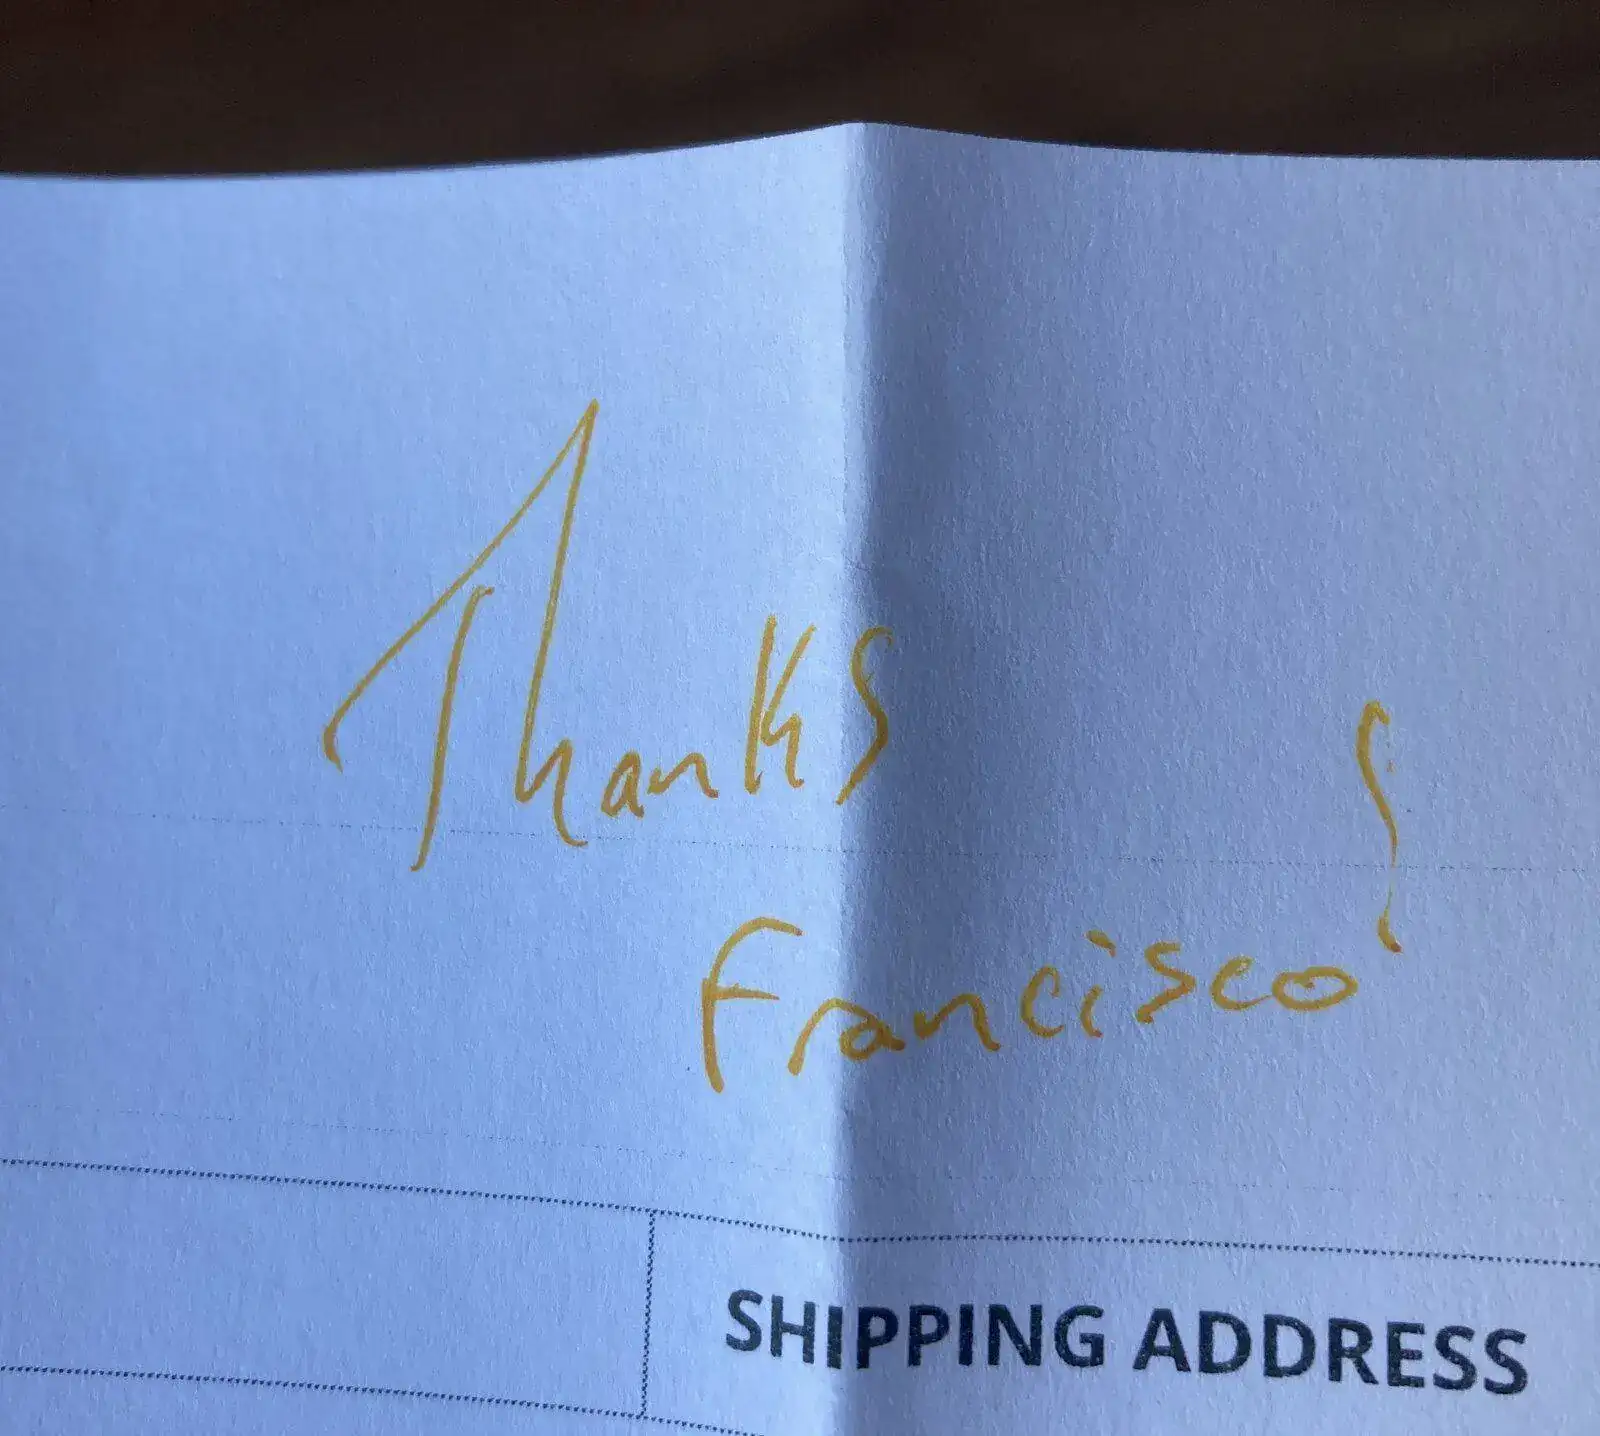 Thanks
Francisco!
SHIPPING ADDRESS